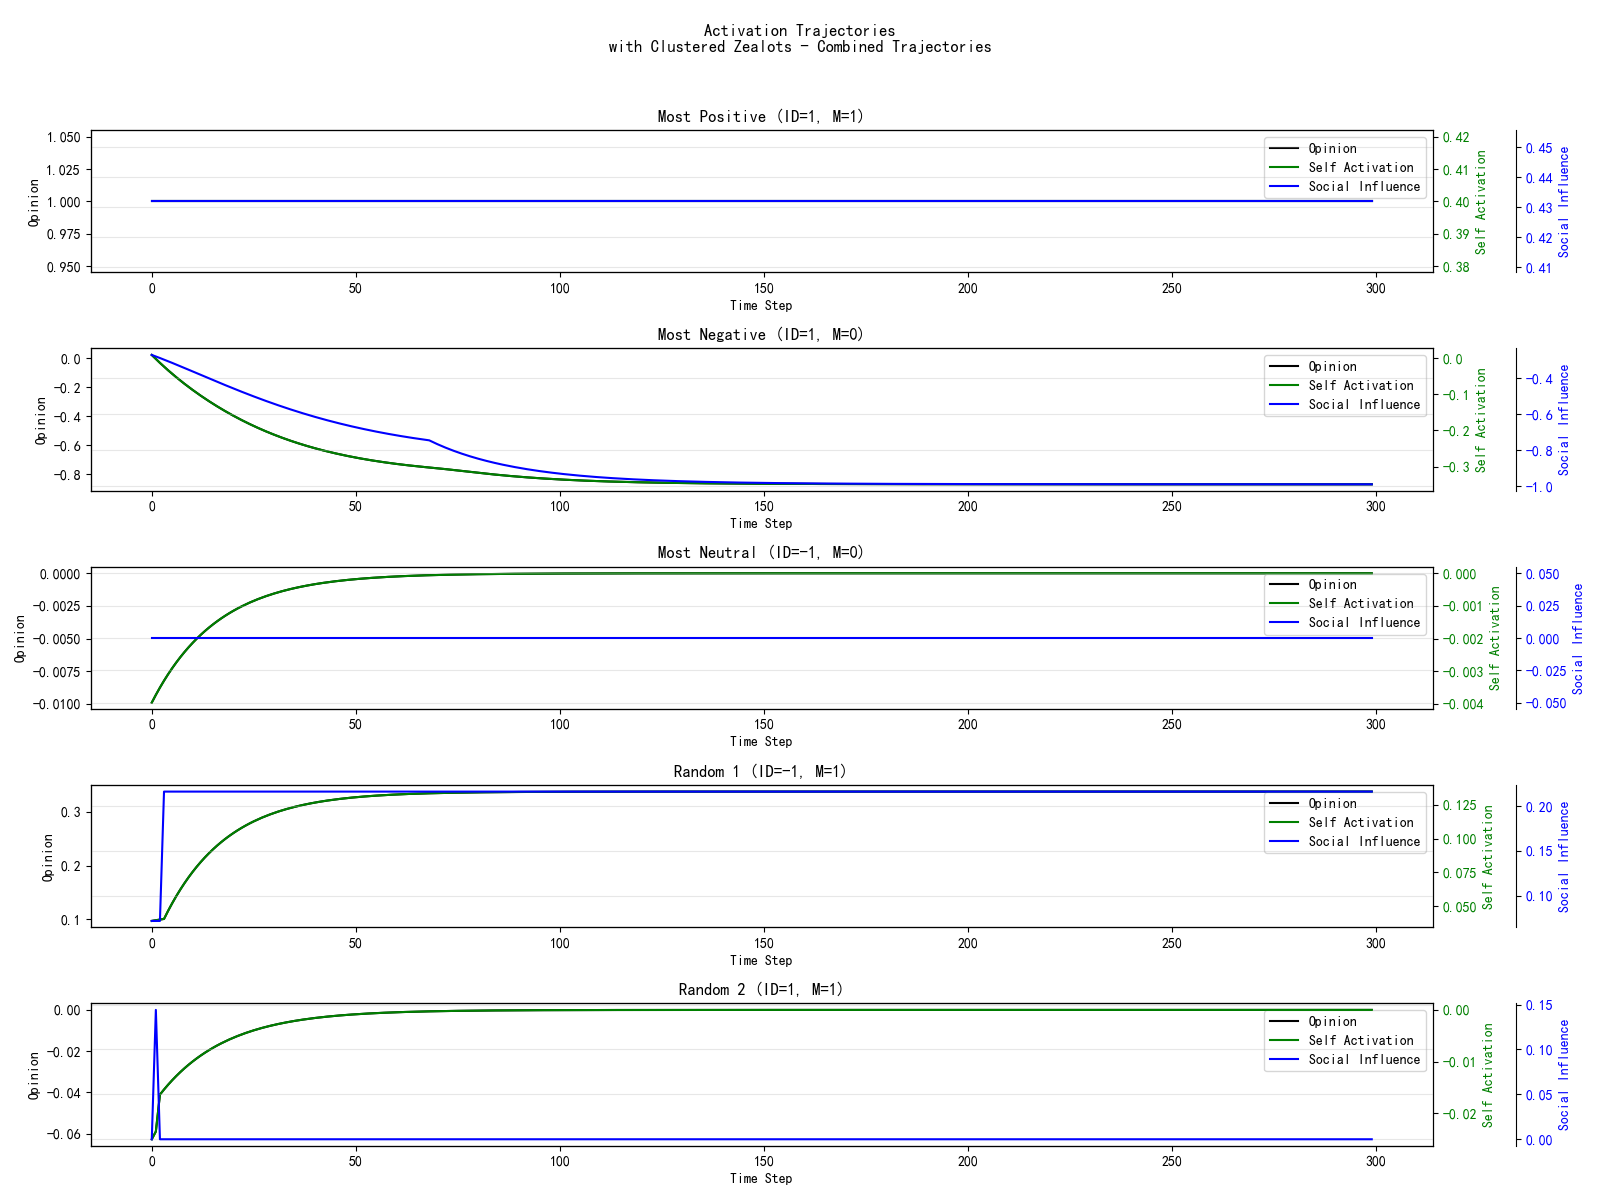 Activation Trajectories
with Clustered Zealots - Combined Trajectories
Most Positive (ID=1, M=1)
1.050
1.025
1.000
0.975
0.950
Opinion
0
50
100
150
200
250
300
Time Step
Opinion
Self Activation
Social Influence
0.42
0.41
0.40
0.39
0.38
Self Activation
0.45
0.44
0.43
0.42
0.41
Social Influence
Most Negative (ID=1, M=0)
0.0
-0.2
-0.4
-0.6
-0.8
Opinion
0
50
100
150
200
250
300
Time Step
Opinion
Self Activation
Social Influence
0.0
-0.1
-0.2
-0.3
Self Activation
-0.4
-0.6
-0.8
-1.0
Social Influence
Most Neutral (ID=-1, M=0)
0.0000
-0.0025
-0.0050
-0.0075
-0.0100
Opinion
0
50
100
150
200
250
300
Time Step
Opinion
Self Activation
Social Influence
0.000
-0.001
-0.002
-0.003
-0.004
Self Activation
0.050
0.025
0.000
-0.025
-0.050
Social Influence
Random 1 (ID=-1, M=1)
0.3
0.2
0.1
Opinion
0
50
100
150
200
250
300
Time Step
Opinion
Self Activation
Social Influence
0.125
0.100
0.075
0.050
Self Activation
0.20
0.15
0.10
Social Influence
Random 2 (ID=1, M=1)
0.00
-0.02
-0.04
-0.06
Opinion
0
50
100
150
200
250
300
Time Step
Opinion
Self Activation
Social Influence
0.00
-0.01
-0.02
Self Activation
0.15
0.10
0.05
0.00
Social Influence